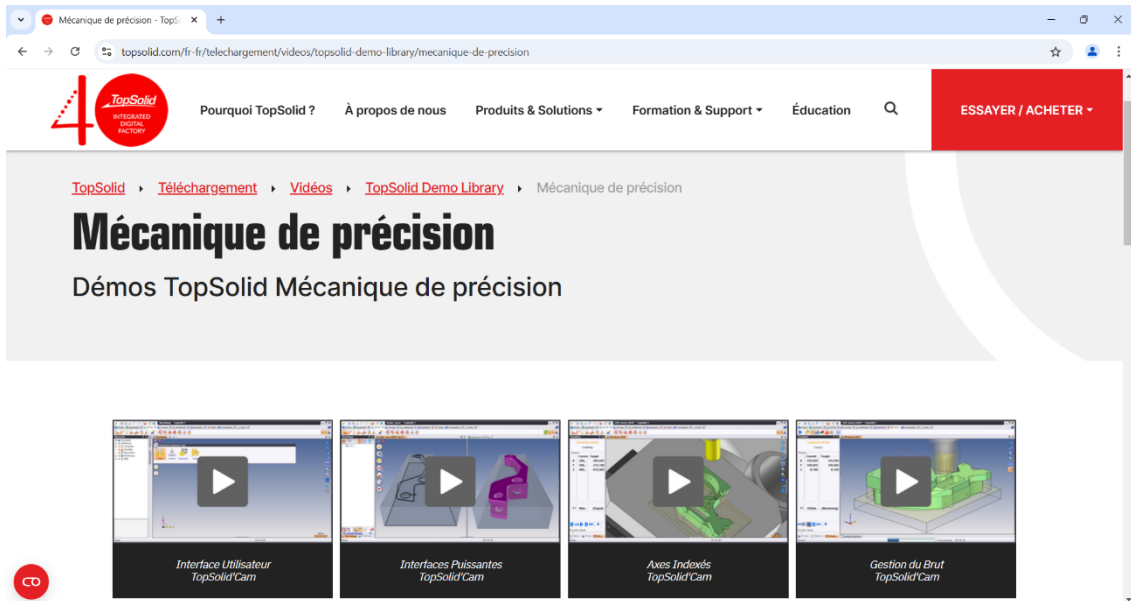 Mécanique de précision - TopS
topsolid.com/fr-fr/telechargement/videos/topsolid-demo-library/mecanique-de-precision
4
TopSolid
INTEGRATED
DIGITAL
FACTORY
Pourquoi TopSolid ? À propos de nous Produits & Solutions Formation & Support Éducation ESSAYER / ACHETER
TopSolid Téléchargement Vidéos TopSolid Demo Library Mécanique de précision
Mécanique de précision
Démos TopSolid Mécanique de précision
Interface Utilisateur
TopSolid'Cam
Interfaces Puissantes
TopSolid'Cam
Axes Indexés
TopSolid'Cam
Gestion du Brut
TopSolid'Cam